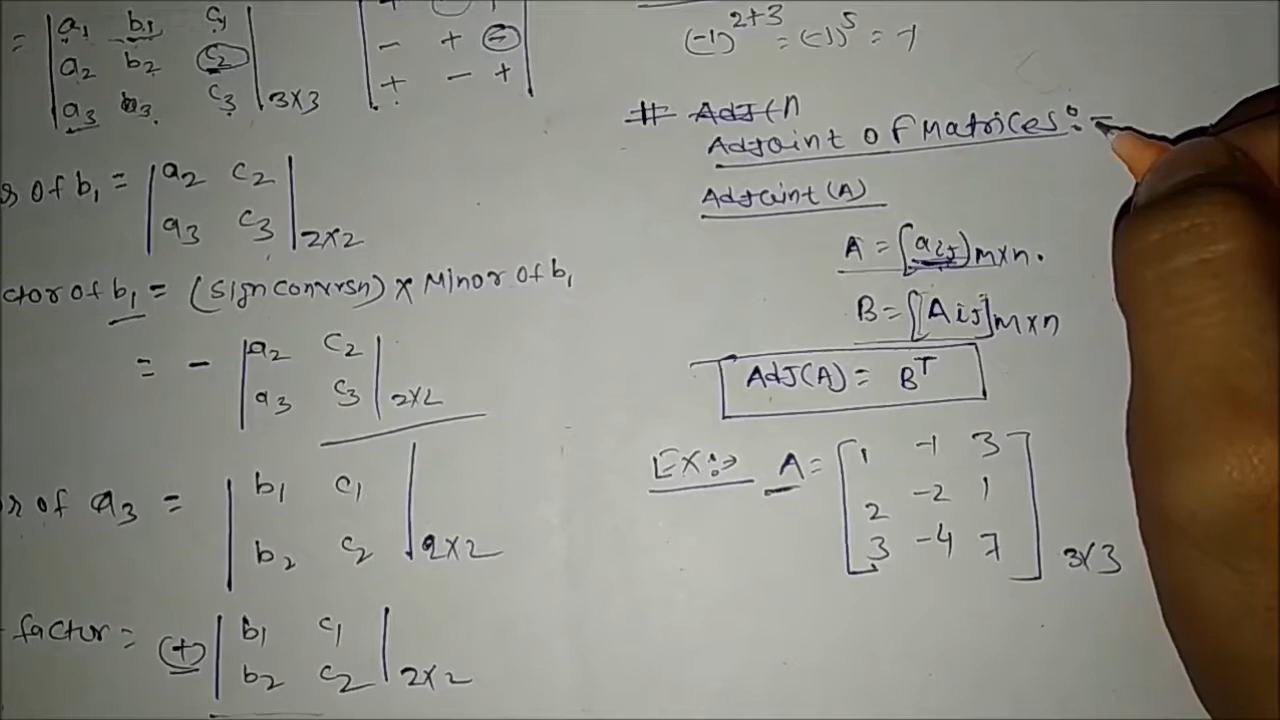 = | a₁ b₁ c₁ |
| a₂ b₂ c₂ |
| a₃ b₃ c₃ | 3×3
+ - +
- + -
+ - +
of b₁ = | a₂ c₂ |
| a₃ c₃ | 2×2
ctor of b₁ = (sign convrsn) × Minor of b₁
= - | a₂ c₂ |
| a₃ c₃ | 2×2
of a₃ = | b₁ c₁ |
| b₂ c₂ | 2×2
factor = (+) | b₁ c₁ |
| b₂ c₂ | 2×2
(-1)²⁺³ = (-1)⁵ = -1
# AdJ(n
AdJoint oF Matrices:-
AdJoint (A)
A = [aij] m×n.
B = [Aij] m×n
AdJ(A) = Bᵀ
Ex:→ A = [ 1 -1 3
2 -2 1
3 -4 7 ] 3×3